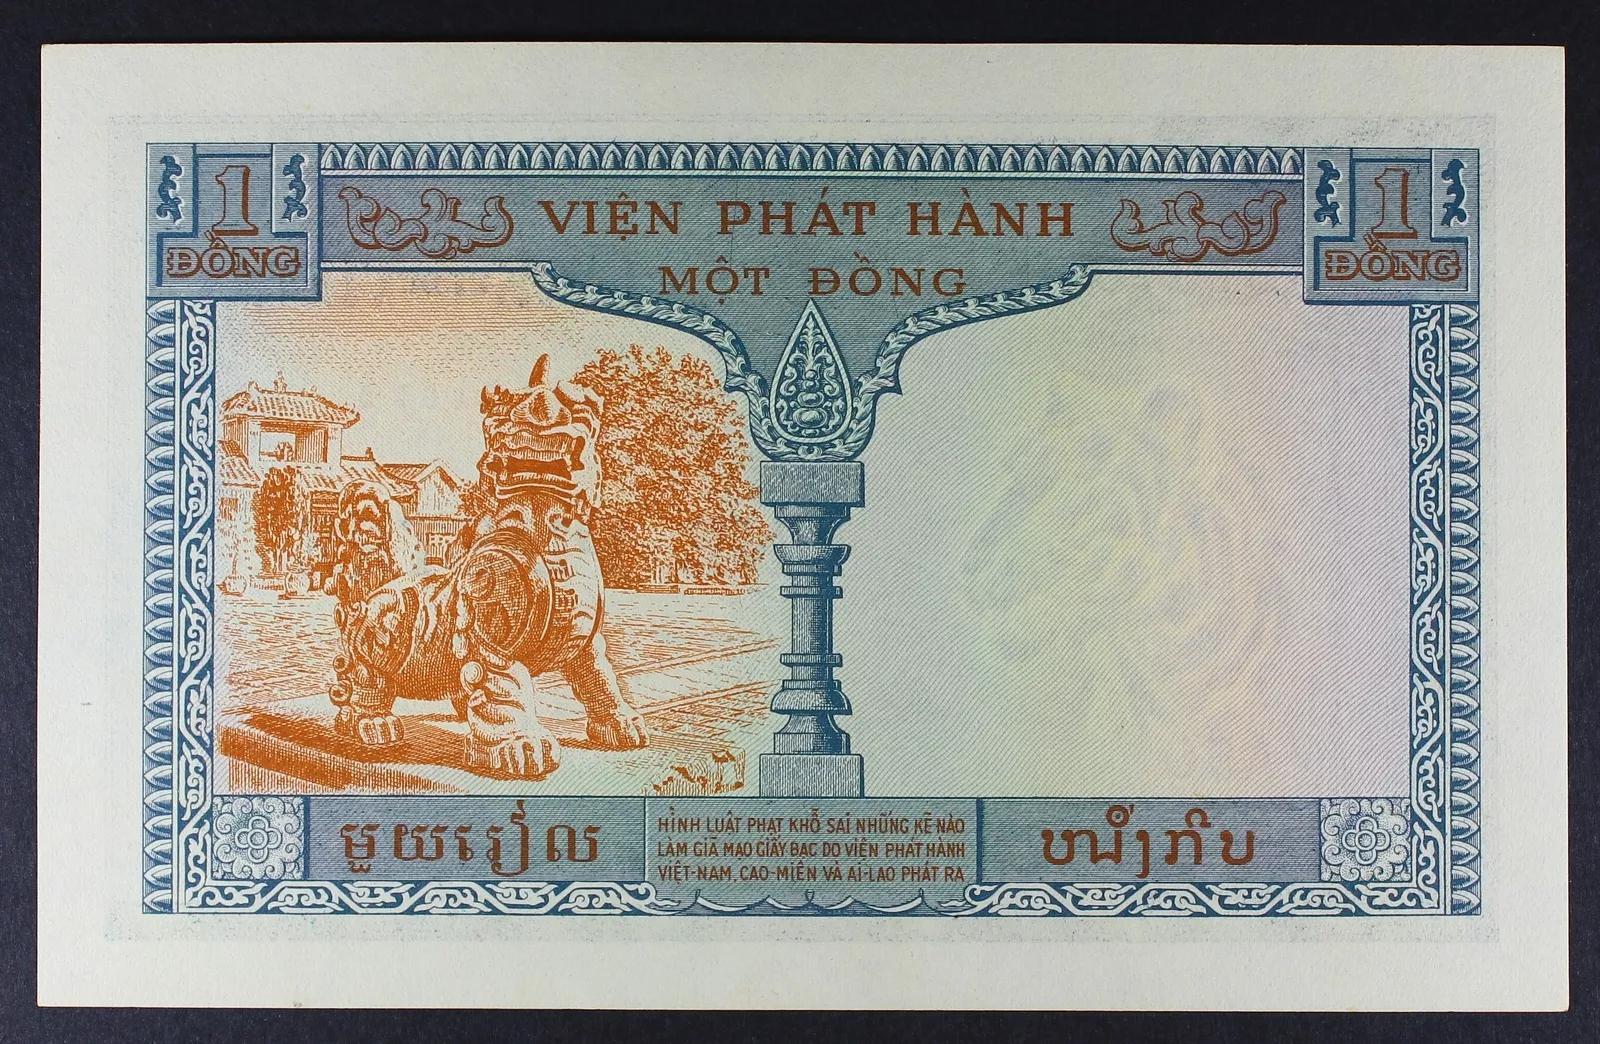 1
ĐỒNG
VIỆN PHÁT HÀNH
MỘT ĐỒNG
1
ĐỒNG
មួយរៀល
HÌNH LUẬT PHẠT KHỔ SAI NHỮNG KẼ NÀO
LÀM GIẢ MẠO GIẤY BẠC DO VIỆN PHÁT HÀNH
VIỆT-NAM, CAO-MIÊN VÀ AI-LAO PHÁT RA
ໜຶ່ງກີບ